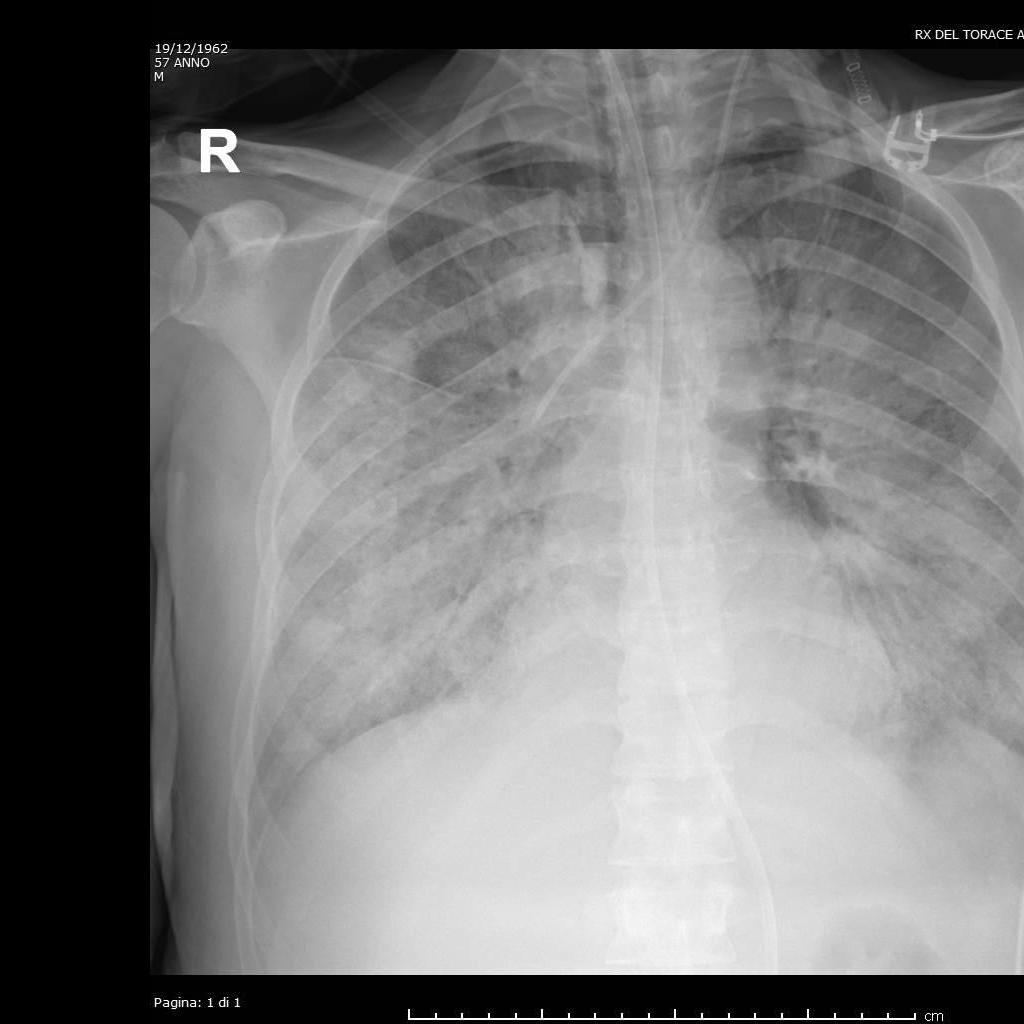 RX DEL TORACE A
19/12/1962
57 ANNO
M
R
Pagina: 1 di 1
cm